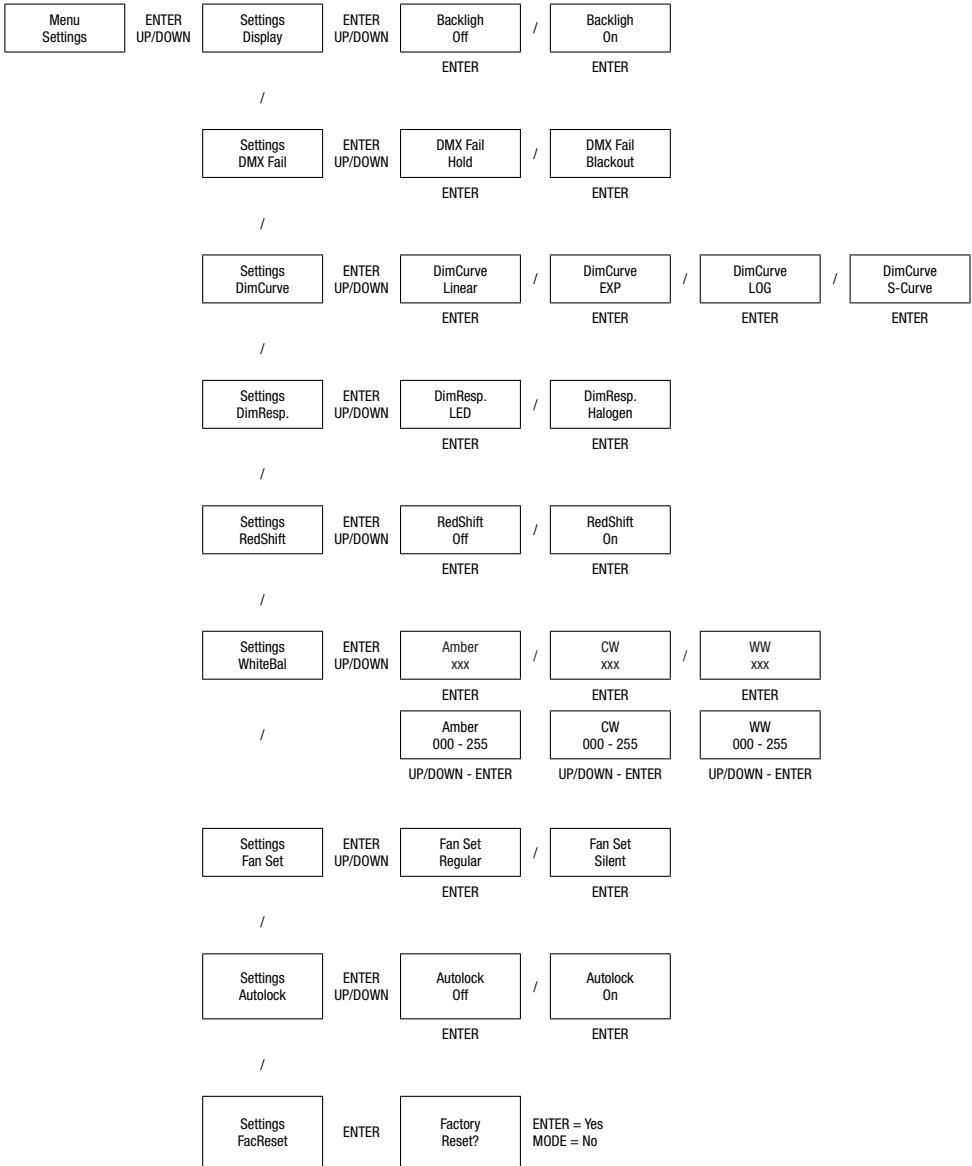 Menu
Settings
ENTER
UP/DOWN
Settings
Display
ENTER
UP/DOWN
Backligh
Off
/
Backligh
On
ENTER
ENTER
/
Settings
DMX Fail
ENTER
UP/DOWN
DMX Fail
Hold
/
DMX Fail
Blackout
ENTER
ENTER
/
Settings
DimCurve
ENTER
UP/DOWN
DimCurve
Linear
/
DimCurve
EXP
/
DimCurve
LOG
/
DimCurve
S-Curve
ENTER
ENTER
ENTER
ENTER
/
Settings
DimResp.
ENTER
UP/DOWN
DimResp.
LED
/
DimResp.
Halogen
ENTER
ENTER
/
Settings
RedShift
ENTER
UP/DOWN
RedShift
Off
/
RedShift
On
ENTER
ENTER
/
Settings
WhiteBal
ENTER
UP/DOWN
Amber
xxx
/
CW
xxx
/
WW
xxx
ENTER
ENTER
ENTER
/
Amber
000 - 255
CW
000 - 255
WW
000 - 255
UP/DOWN - ENTER
UP/DOWN - ENTER
UP/DOWN - ENTER
Settings
Fan Set
ENTER
UP/DOWN
Fan Set
Regular
/
Fan Set
Silent
ENTER
ENTER
/
Settings
Autolock
ENTER
UP/DOWN
Autolock
Off
/
Autolock
On
ENTER
ENTER
/
Settings
FacReset
ENTER
Factory
Reset?
ENTER = Yes
MODE = No